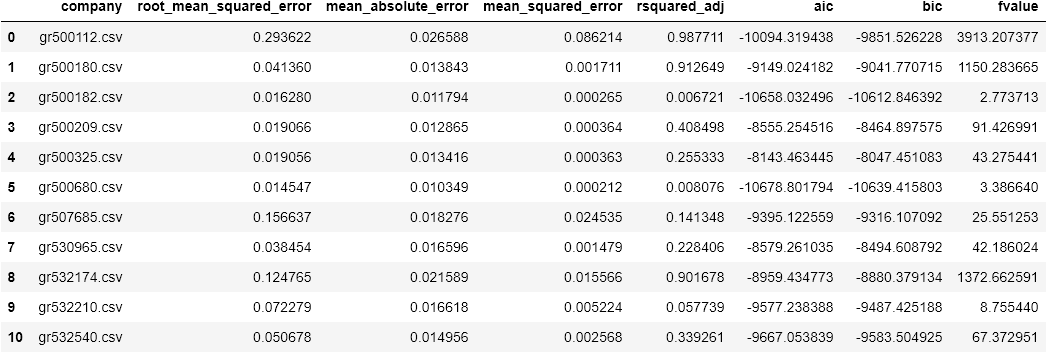 company root_mean_squared_error mean_absolute_error mean_squared_error rsquared_adj aic bic fvalue
0 gr500112.csv 0.293622 0.026588 0.086214 0.987711 -10094.319438 -9851.526228 3913.207377
1 gr500180.csv 0.041360 0.013843 0.001711 0.912649 -9149.024182 -9041.770715 1150.283665
2 gr500182.csv 0.016280 0.011794 0.000265 0.006721 -10658.032496 -10612.846392 2.773713
3 gr500209.csv 0.019066 0.012865 0.000364 0.408498 -8555.254516 -8464.897575 91.426991
4 gr500325.csv 0.019056 0.013416 0.000363 0.255333 -8143.463445 -8047.451083 43.275441
5 gr500680.csv 0.014547 0.010349 0.000212 0.008076 -10678.801794 -10639.415803 3.386640
6 gr507685.csv 0.156637 0.018276 0.024535 0.141348 -9395.122559 -9316.107092 25.551253
7 gr530965.csv 0.038454 0.016596 0.001479 0.228406 -8579.261035 -8494.608792 42.186024
8 gr532174.csv 0.124765 0.021589 0.015566 0.901678 -8959.434773 -8880.379134 1372.662591
9 gr532210.csv 0.072279 0.016618 0.005224 0.057739 -9577.238388 -9487.425188 8.755440
10 gr532540.csv 0.050678 0.014956 0.002568 0.339261 -9667.053839 -9583.504925 67.372951